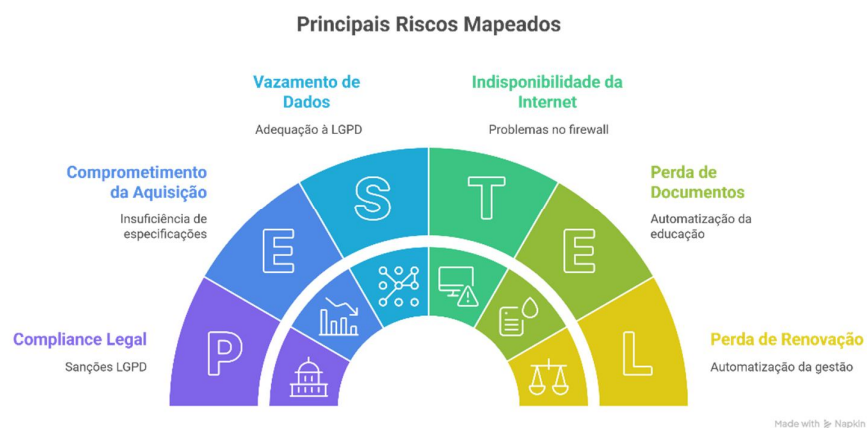 Principais Riscos Mapeados
Vazamento de
Dados
Adequação à LGPD
Indisponibilidade da
Internet
Problemas no firewall
Comprometimento
da Aquisição
Insuficiência de
especificações
Perda de
Documentos
Automatização da
educação
Compliance Legal
Sanções LGPD
Perda de Renovação
Automatização da gestão
P
E
S
T
E
L
Made with Napkin